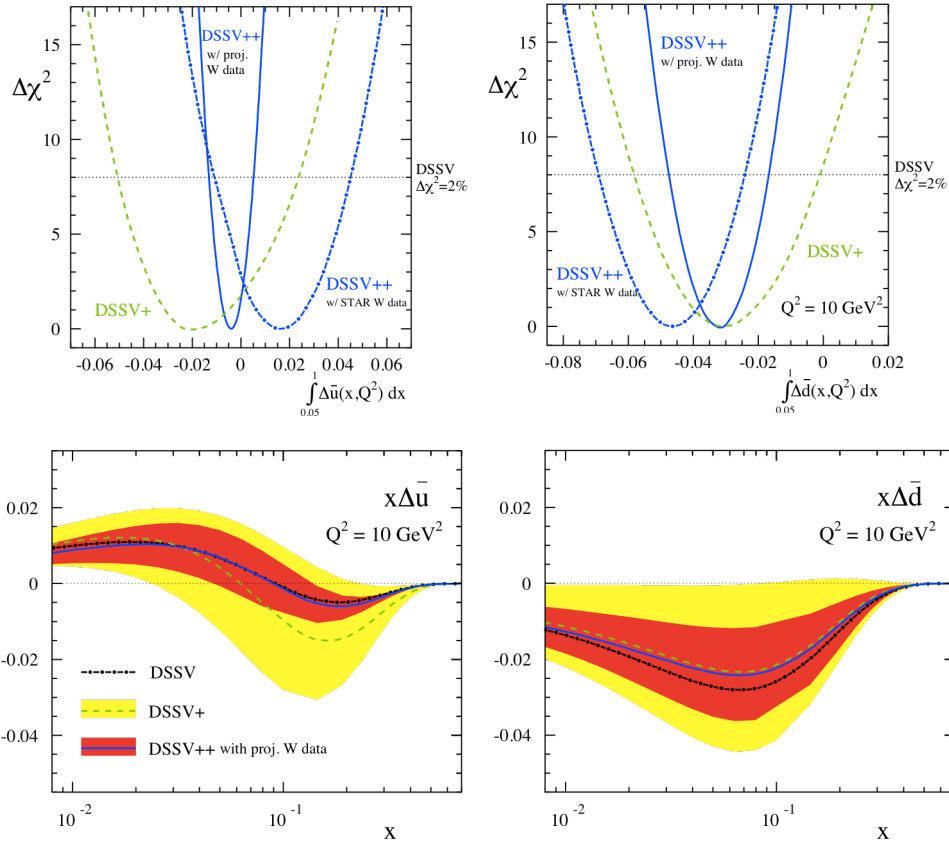 Δχ²
15
10
5
0
DSSV++
w/ proj.
W data
DSSV+
DSSV++
w/ STAR W data
DSSV
Δχ²=2%
-0.06 -0.04 -0.02 0 0.02 0.04 0.06
1
∫Δū(x,Q²) dx
0.05
Δχ²
15
10
5
0
DSSV++
w/ proj. W data
DSSV++
w/ STAR W data
DSSV+
Q² = 10 GeV²
DSSV
Δχ²=2%
-0.08 -0.06 -0.04 -0.02 0 0.02
1
∫Δd̄(x,Q²) dx
0.05
0.02
0
-0.02
-0.04
xΔū
Q² = 10 GeV²
DSSV
DSSV+
DSSV++ with proj. W data
10⁻² 10⁻¹
x
0.02
0
-0.02
-0.04
xΔd̄
Q² = 10 GeV²
10⁻² 10⁻¹
x